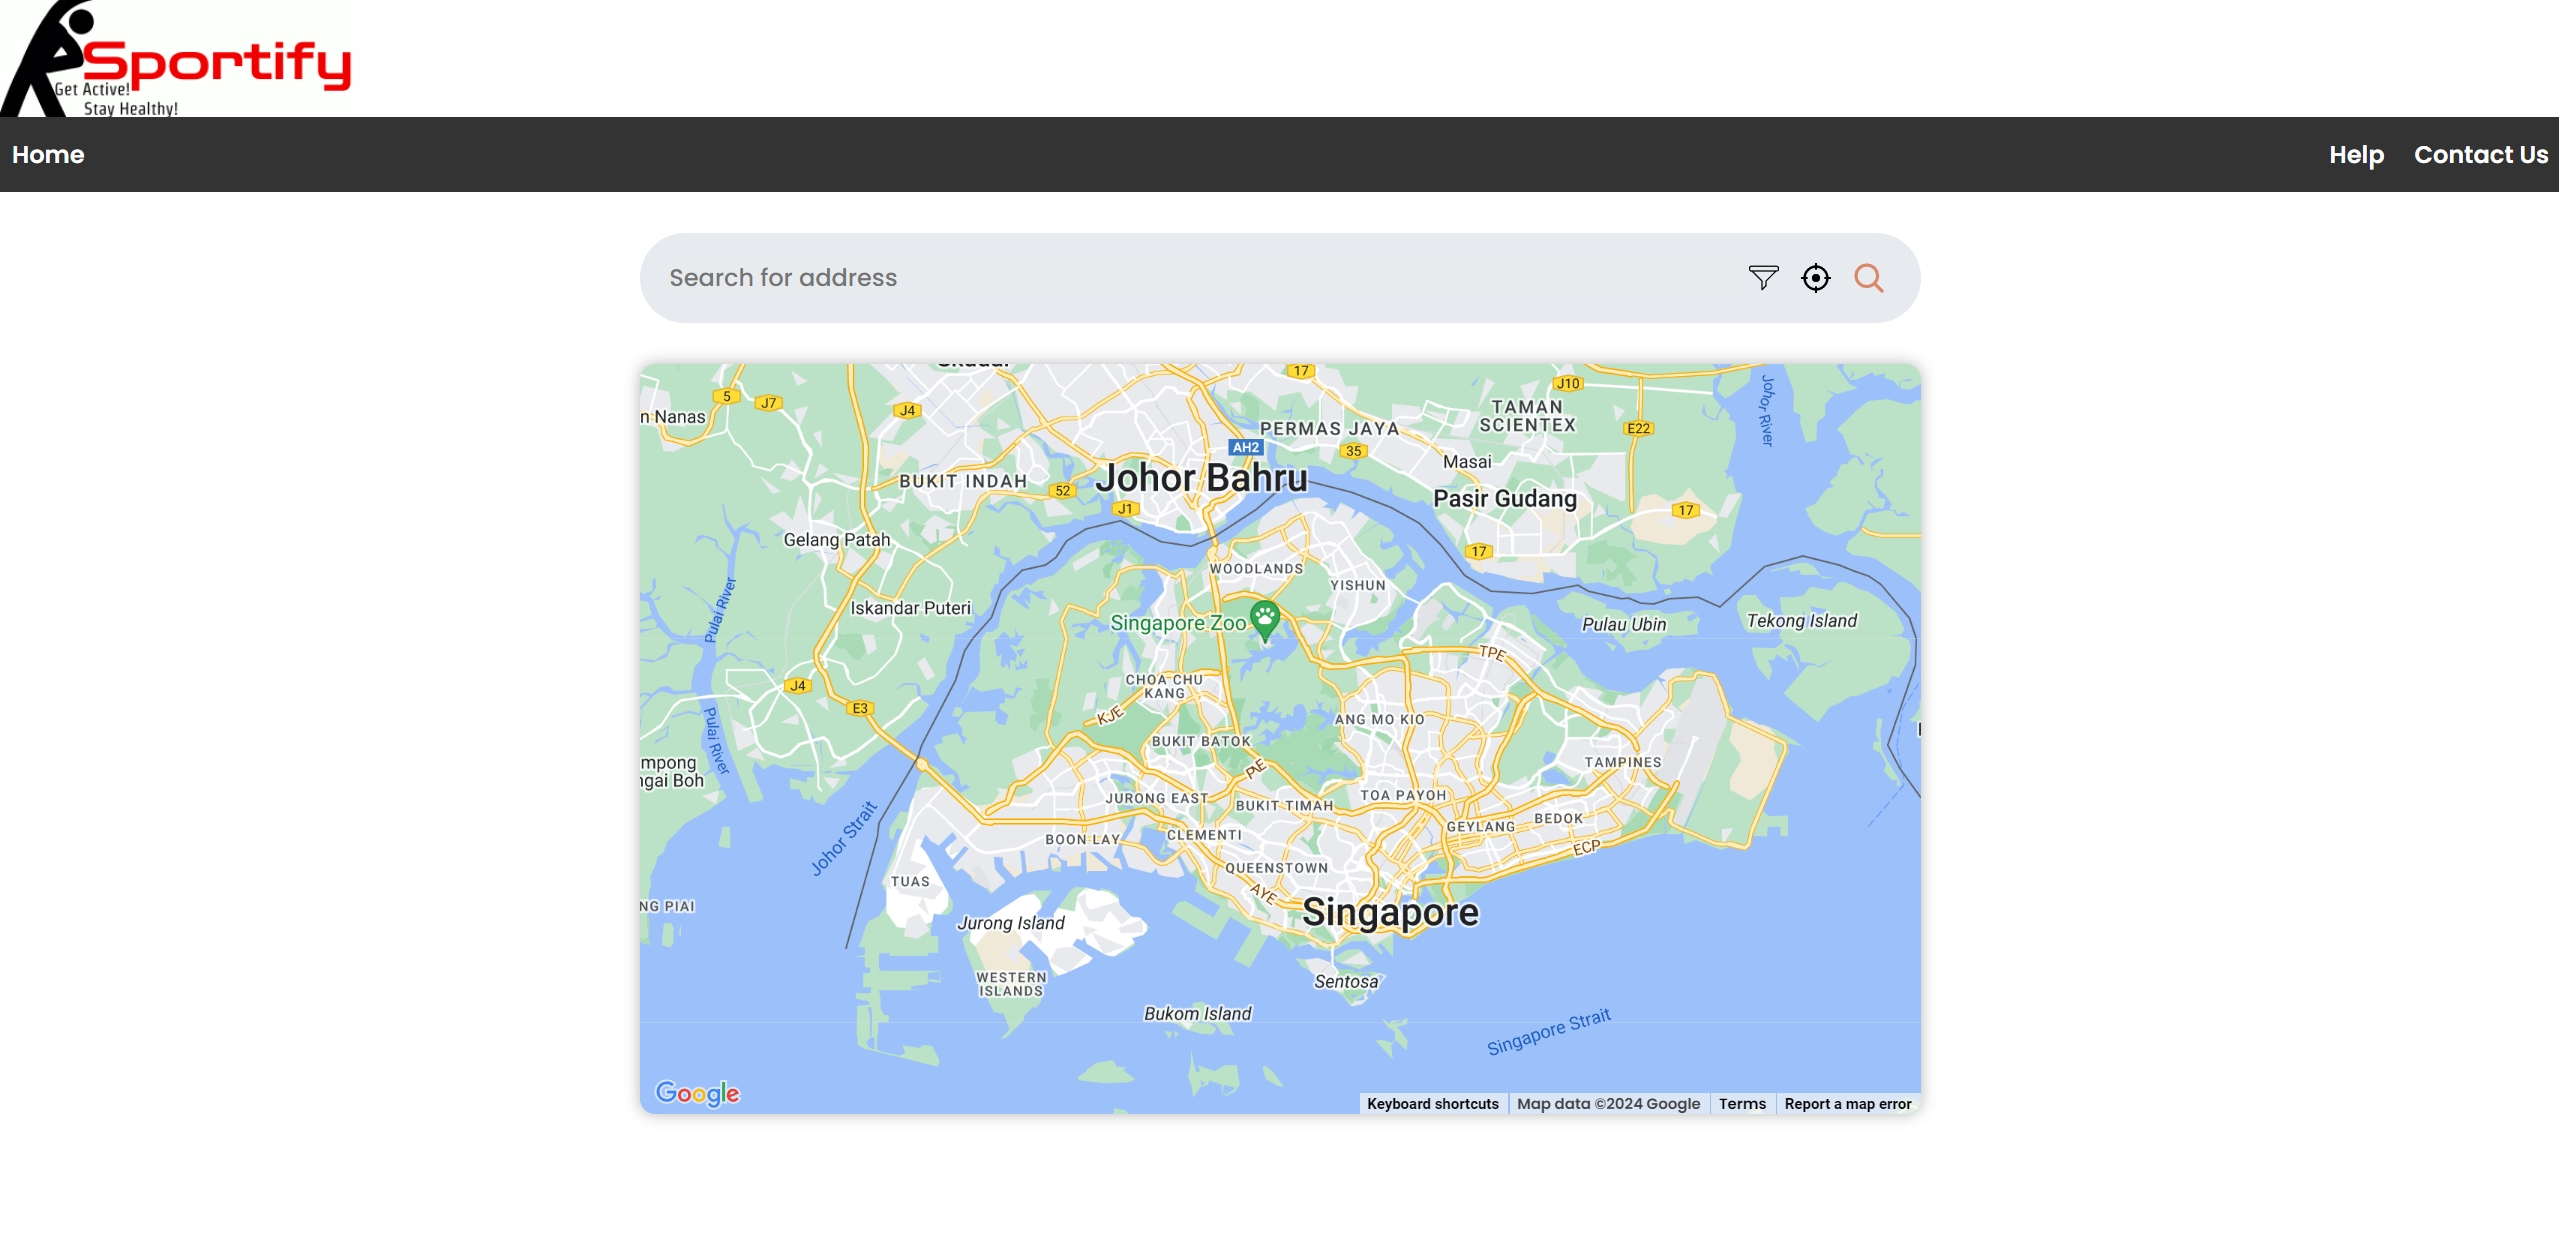 Sportify
Get Active!
Stay Healthy!
Home
Help
Contact Us
Search for address
17
J10
5
J7
J4
n Nanas
TAMAN
SCIENTEX
Johor River
PERMAS JAYA
E22
AH2
35
Masai
BUKIT INDAH
52
Johor Bahru
Pasir Gudang
J1
17
Gelang Patah
17
WOODLANDS
YISHUN
Pulai River
Iskandar Puteri
Singapore Zoo
Pulau Ubin
Tekong Island
TPE
J4
CHOA CHU
KANG
E3
KJE
ANG MO KIO
Pulai River
BUKIT BATOK
mpong
PIE
TAMPINES
gai Boh
JURONG EAST
BUKIT TIMAH
TOA PAYOH
Johor Strait
BOON LAY
CLEMENTI
GEYLANG
BEDOK
ECP
QUEENSTOWN
TUAS
AYE
NG PIAI
Jurong Island
Singapore
WESTERN
ISLANDS
Sentosa
Bukom Island
Singapore Strait
Google
Keyboard shortcuts
Map data ©2024 Google
Terms
Report a map error